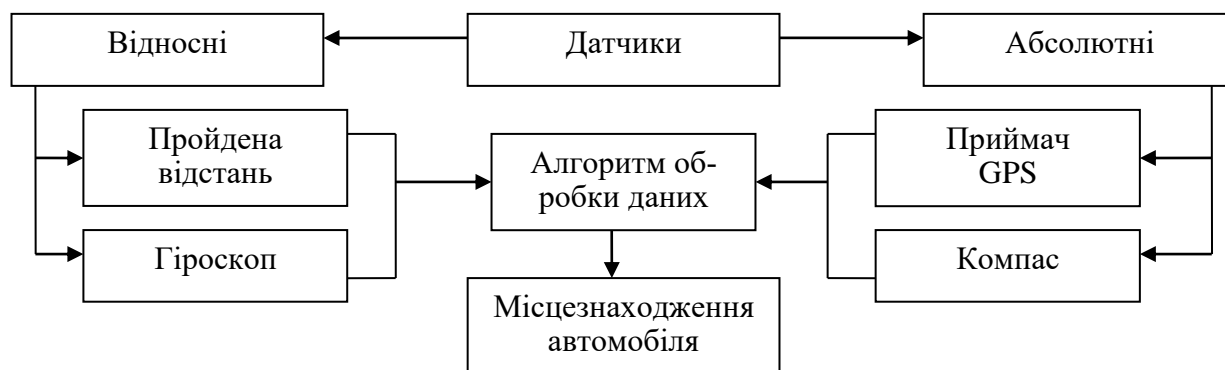 Відносні
Датчики
Абсолютні
Пройдена
відстань
Алгоритм об-
робки даних
Приймач
GPS
Гіроскоп
Компас
Місцезнаходження
автомобіля